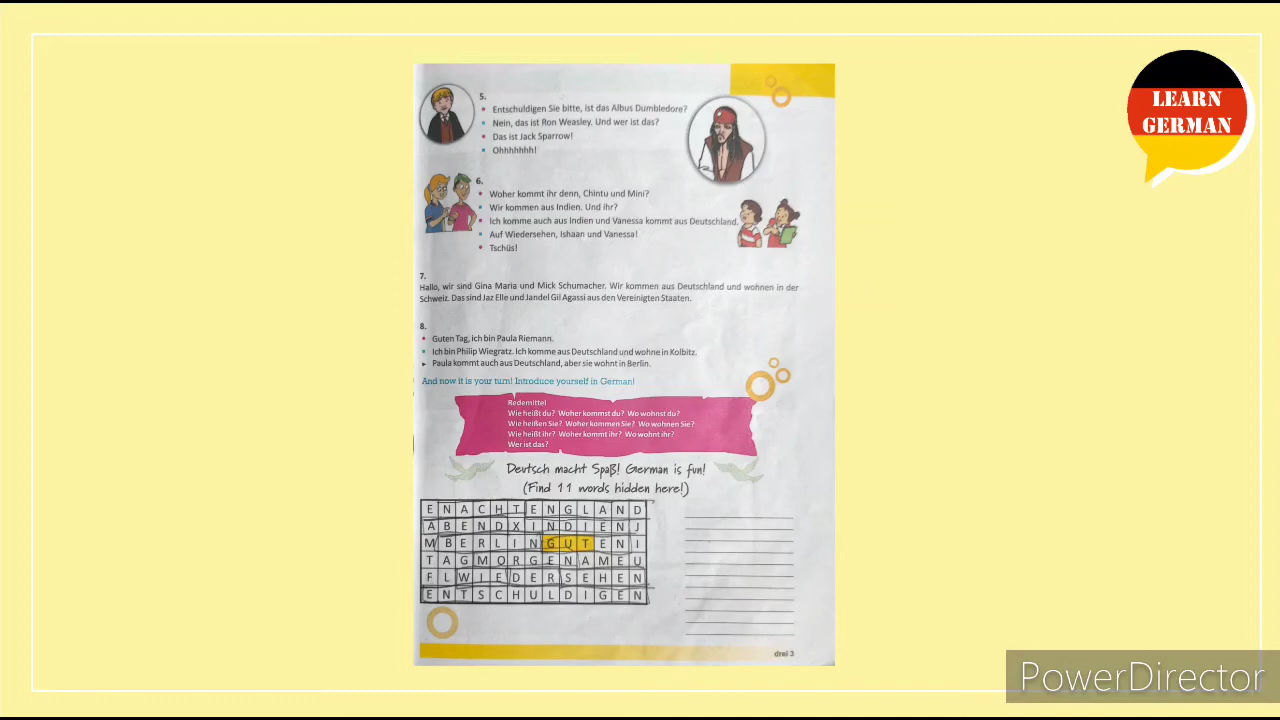 LEARN
GERMAN
5.
Entschuldigen Sie bitte, ist das Albus Dumbledore?
Nein, das ist Ron Weasley. Und wer ist das?
Das ist Jack Sparrow!
Ohhhhhhh!
6.
Woher kommt ihr denn, Chintu und Mini?
Wir kommen aus Indien. Und ihr?
Ich komme auch aus Indien und Vanessa kommt aus Deutschland.
Auf Wiedersehen, Ishaan und Vanessa!
Tschüs!
7.
Hallo, wir sind Gina Maria und Mick Schumacher. Wir kommen aus Deutschland und wohnen in der
Schweiz. Das sind Jaz Elle und Jandel Gil Agassi aus den Vereinigten Staaten.
8.
Guten Tag, ich bin Paula Riemann.
Ich bin Philip Wiegratz. Ich komme aus Deutschland und wohne in Kolbitz.
Paula kommt auch aus Deutschland, aber sie wohnt in Berlin.
And now it is your turn! Introduce yourself in German!
Redemittel
Wie heißt du? Woher kommst du? Wo wohnst du?
Wie heißen Sie? Woher kommen Sie? Wo wohnen Sie?
Wie heißt ihr? Woher kommt ihr? Wo wohnt ihr?
Wer ist das?
Deutsch macht Spaß! German is fun!
(Find 11 words hidden here!)
E N A C H T E N G L A N D
A B E N D X I N D I E N J
M B E R L I N G U T E N I
T A G M O R G E N A M E U
F L W I E D E R S E H E N
E N T S C H U L D I G E N
drei 3
PowerDirector